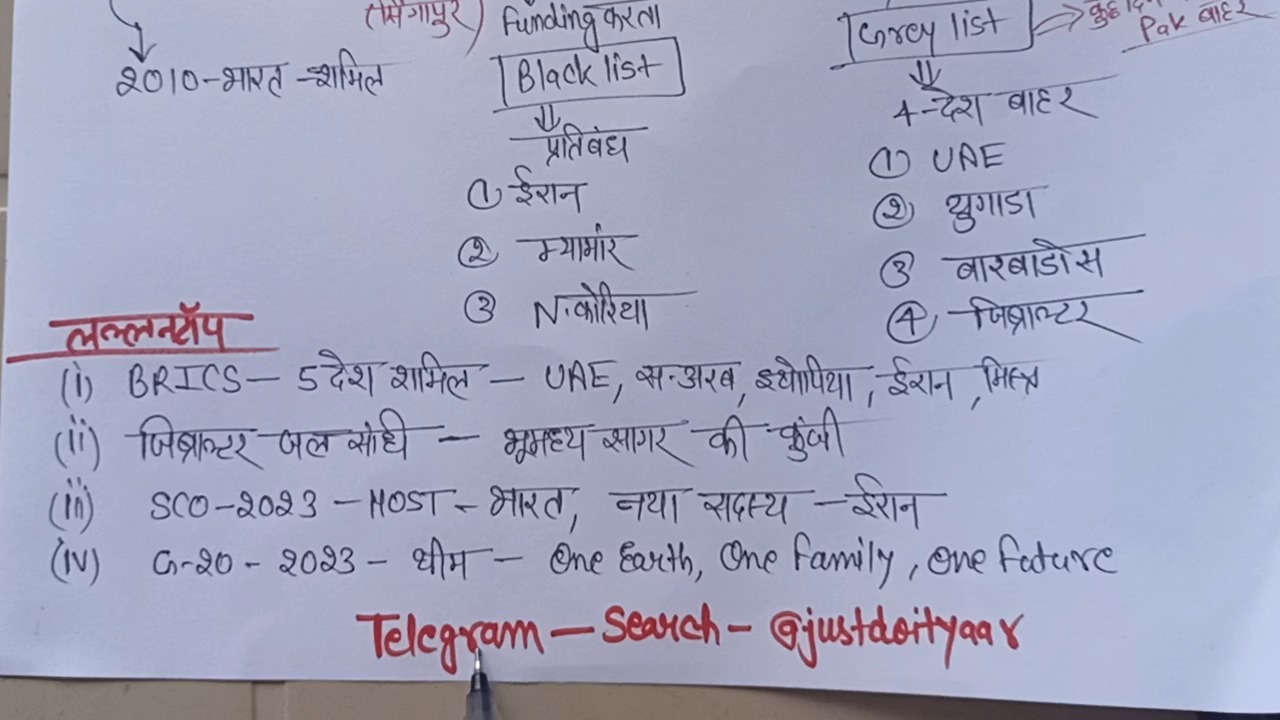 (सिंगापुर) Funding करता
Grey list ⇒ कुछ Pak बाहर
2010-भारत-शामिल
Black list
⇓
⇓
4-देश बाहर
प्रतिबंध
① UAE
① ईरान
② युगांडा
② म्यामांर
③ बारबाडोस
③ N.कोरिया
④ जिब्राल्टर
लल्लनटॉप
(i) BRICS- 5 देश शामिल - UAE, स.अरब, इथोपिया, ईरान, मिस्त्र
(ii) जिब्राल्टर जल संधि - भूमध्य सागर की कुंजी
(iii) SCO-2023-HOST-भारत, नया सदस्य-ईरान
(iv) G-20-2023-थीम- One Earth, One Family, One Future
Telegram-Search-@justdoityaar